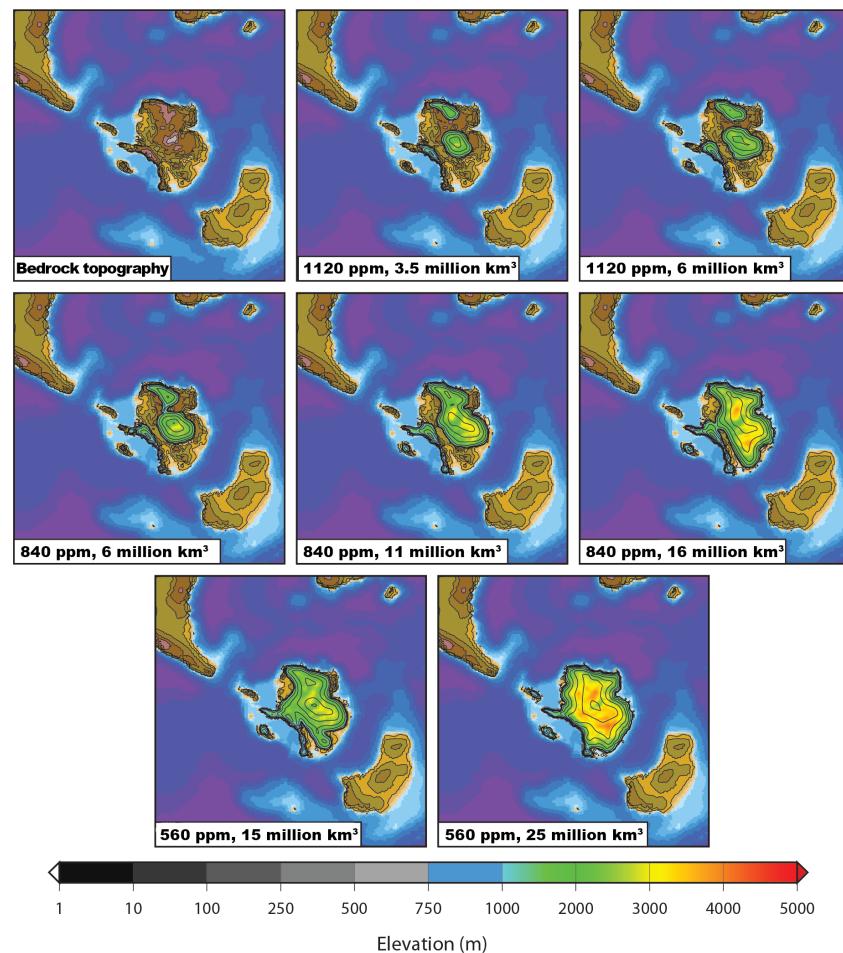 Bedrock topography
1120 ppm, 3.5 million km³
1120 ppm, 6 million km³
840 ppm, 6 million km³
840 ppm, 11 million km³
840 ppm, 16 million km³
560 ppm, 15 million km³
560 ppm, 25 million km³
1 10 100 250 500 750 1000 2000 3000 4000 5000
Elevation (m)